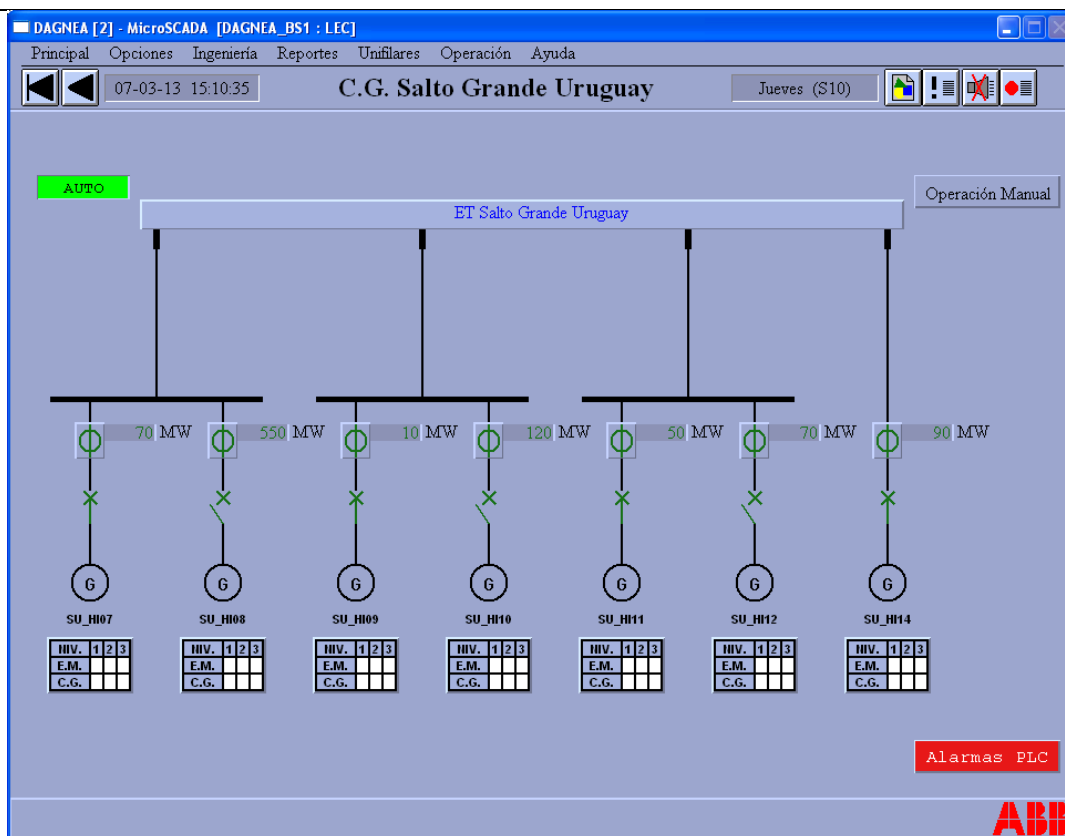 DAGNEA [2] - MicroSCADA [DAGNEA_BS1 : LEC]
Principal Opciones Ingeniería Reportes Unifilares Operación Ayuda
07-03-13 15:10:35 C.G. Salto Grande Uruguay Jueves (S10)
AUTO
Operación Manual
ET Salto Grande Uruguay
70 MW 550 MW 10 MW 120 MW 50 MW 70 MW 90 MW
G G G G G G G
SU_HI07 SU_HI08 SU_HI09 SU_HI10 SU_HI11 SU_HI12 SU_HI14
NIV. 1 2 3 NIV. 1 2 3 NIV. 1 2 3 NIV. 1 2 3 NIV. 1 2 3 NIV. 1 2 3 NIV. 1 2 3
E.M. E.M. E.M. E.M. E.M. E.M. E.M.
C.G. C.G. C.G. C.G. C.G. C.G. C.G.
Alarmas PLC
ABB